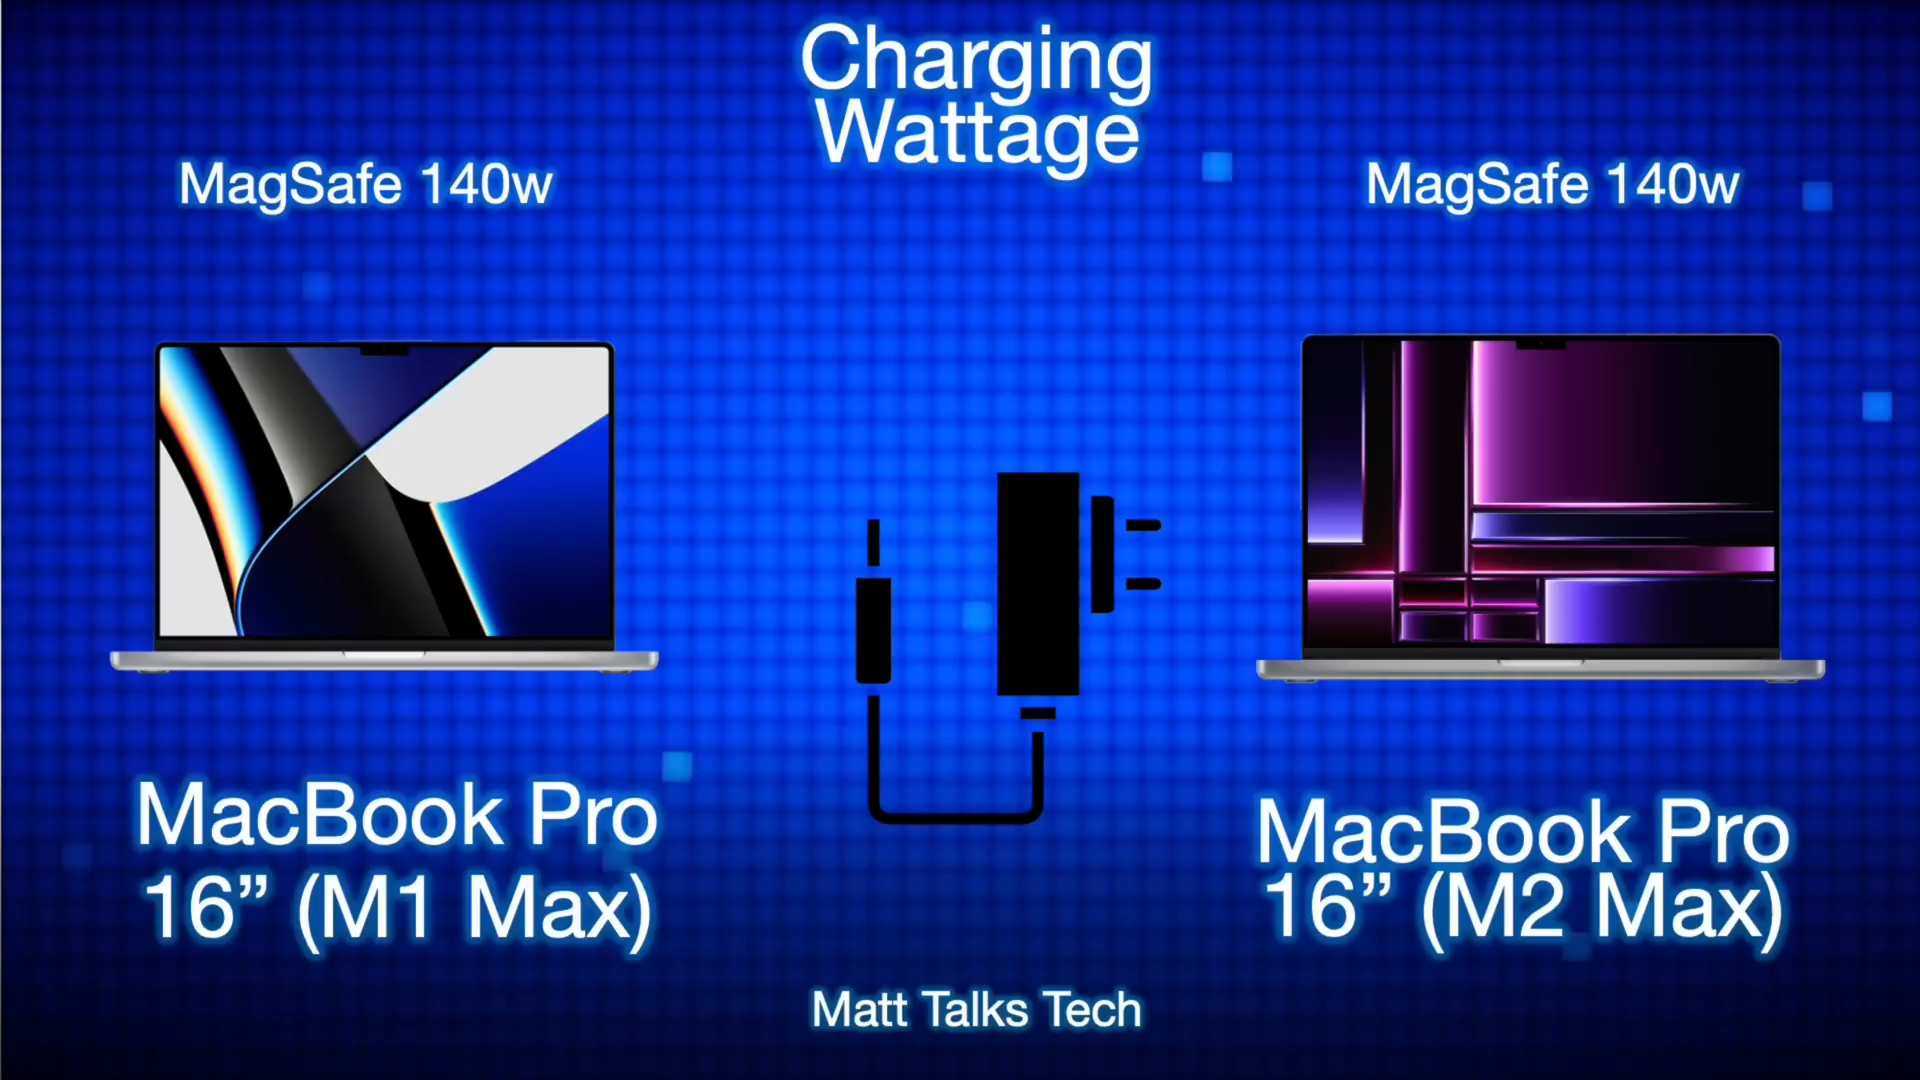 Charging
Wattage
MagSafe 140w
MagSafe 140w
MacBook Pro
16” (M1 Max)
MacBook Pro
16” (M2 Max)
Matt Talks Tech